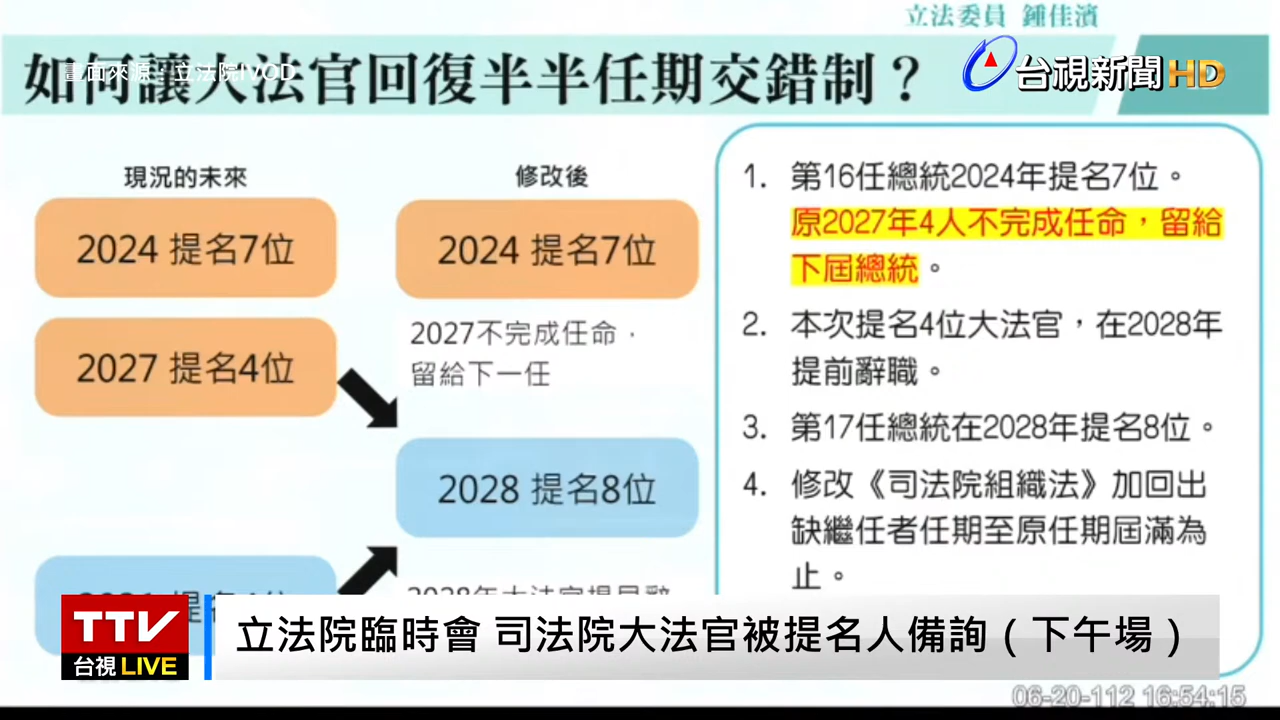 立法委員 鍾佳濱
如何讓大法官回復半半任期交錯制？
畫面來源：立法院IVOD
台視新聞HD
現況的未來
2024 提名7位
2027 提名4位
修改後
2024 提名7位
2027不完成任命，
留給下一任
2028 提名8位
1. 第16任總統2024年提名7位。
原2027年4人不完成任命，留給
下屆總統。
2. 本次提名4位大法官，在2028年
提前辭職。
3. 第17任總統在2028年提名8位。
4. 修改《司法院組織法》加回出
缺繼任者任期至原任期屆滿為
止。
TTV
台視 LIVE
立法院臨時會 司法院大法官被提名人備詢（下午場）
06-20-112 16:54:15